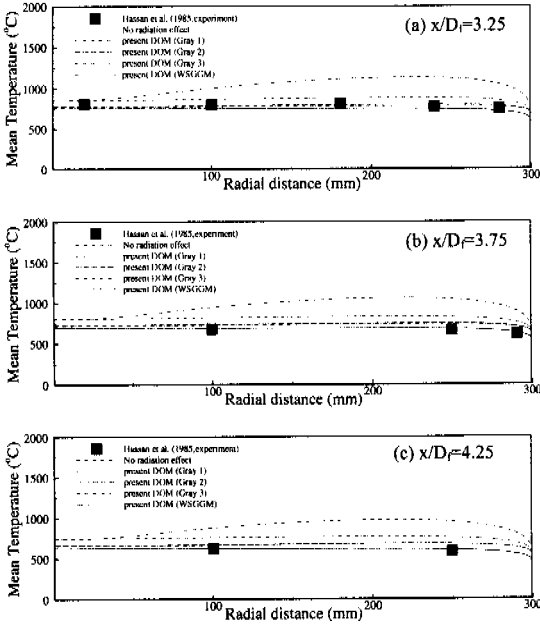 (a) x/Df=3.25
Hassan et al. (1985,experiment)
No radiation effect
present DOM (Gray 1)
present DOM (Gray 2)
present DOM (Gray 3)
present DOM (WSGGM)
2000
1500
1000
500
0
Mean Temperature (°C)
100
200
300
Radial distance (mm)
(b) x/Df=3.75
Hassan et al. (1985,experiment)
No radiation effect
present DOM (Gray 1)
present DOM (Gray 2)
present DOM (Gray 3)
present DOM (WSGGM)
2000
1500
1000
500
0
Mean Temperature (°C)
100
200
300
Radial distance (mm)
(c) x/Df=4.25
Hassan et al. (1985,experiment)
No radiation effect
present DOM (Gray 1)
present DOM (Gray 2)
present DOM (Gray 3)
present DOM (WSGGM)
2000
1500
1000
500
0
Mean Temperature (°C)
100
200
300
Radial distance (mm)